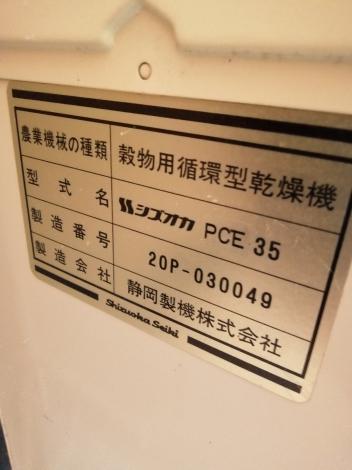 農業機械の種類 穀物用循環型乾燥機
型式名 シズオカ PCE 35
製造番号 20P-030049
製造会社 静岡製機株式会社
Shizuoka Seiki